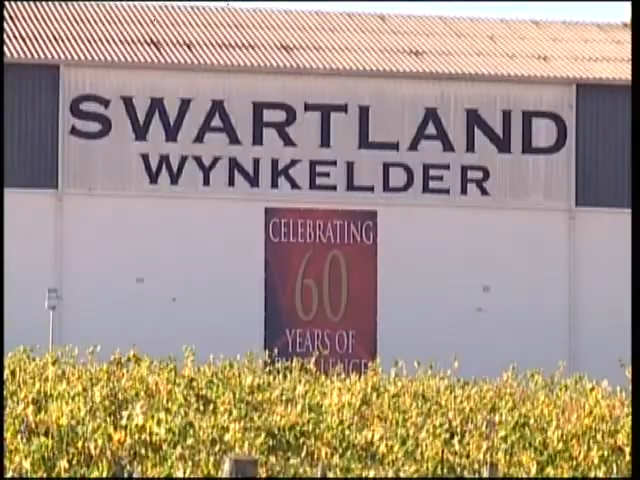 SWARTLAND
WYNKELDER
CELEBRATING
60
YEARS OF